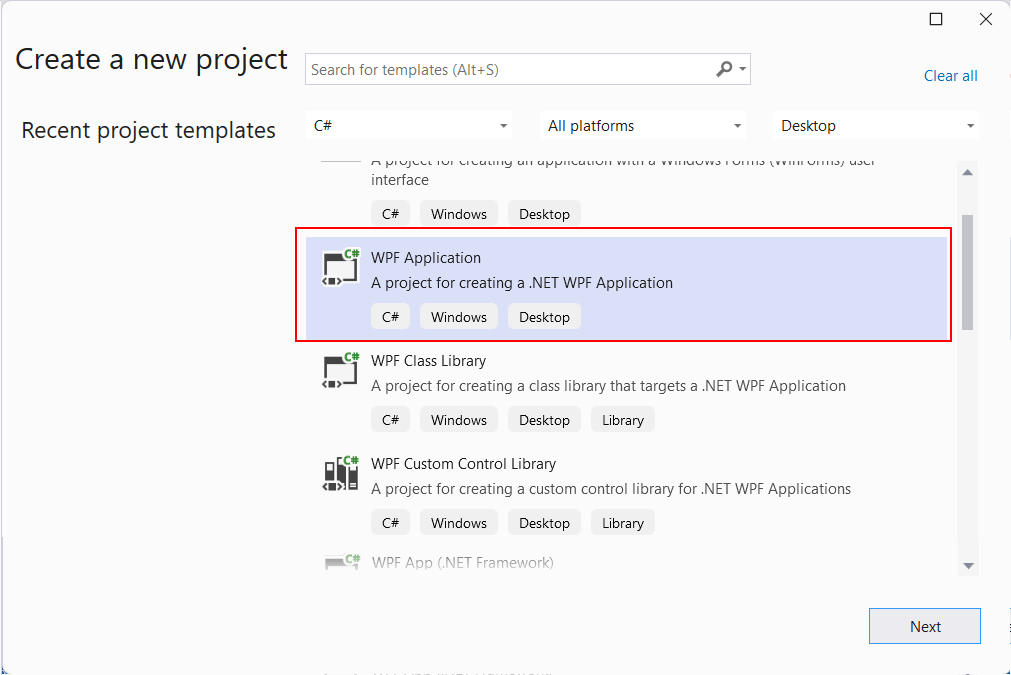 Create a new project
Search for templates (Alt+S)
Clear all
Recent project templates
C#
All platforms
Desktop
A project for creating an application with a Windows Forms (WinForms) user
interface
C# Windows Desktop
C#
WPF Application
A project for creating a .NET WPF Application
C# Windows Desktop
C#
WPF Class Library
A project for creating a class library that targets a .NET WPF Application
C# Windows Desktop Library
C#
WPF Custom Control Library
A project for creating a custom control library for .NET WPF Applications
C# Windows Desktop Library
C#
WPF App (.NET Framework)
Next